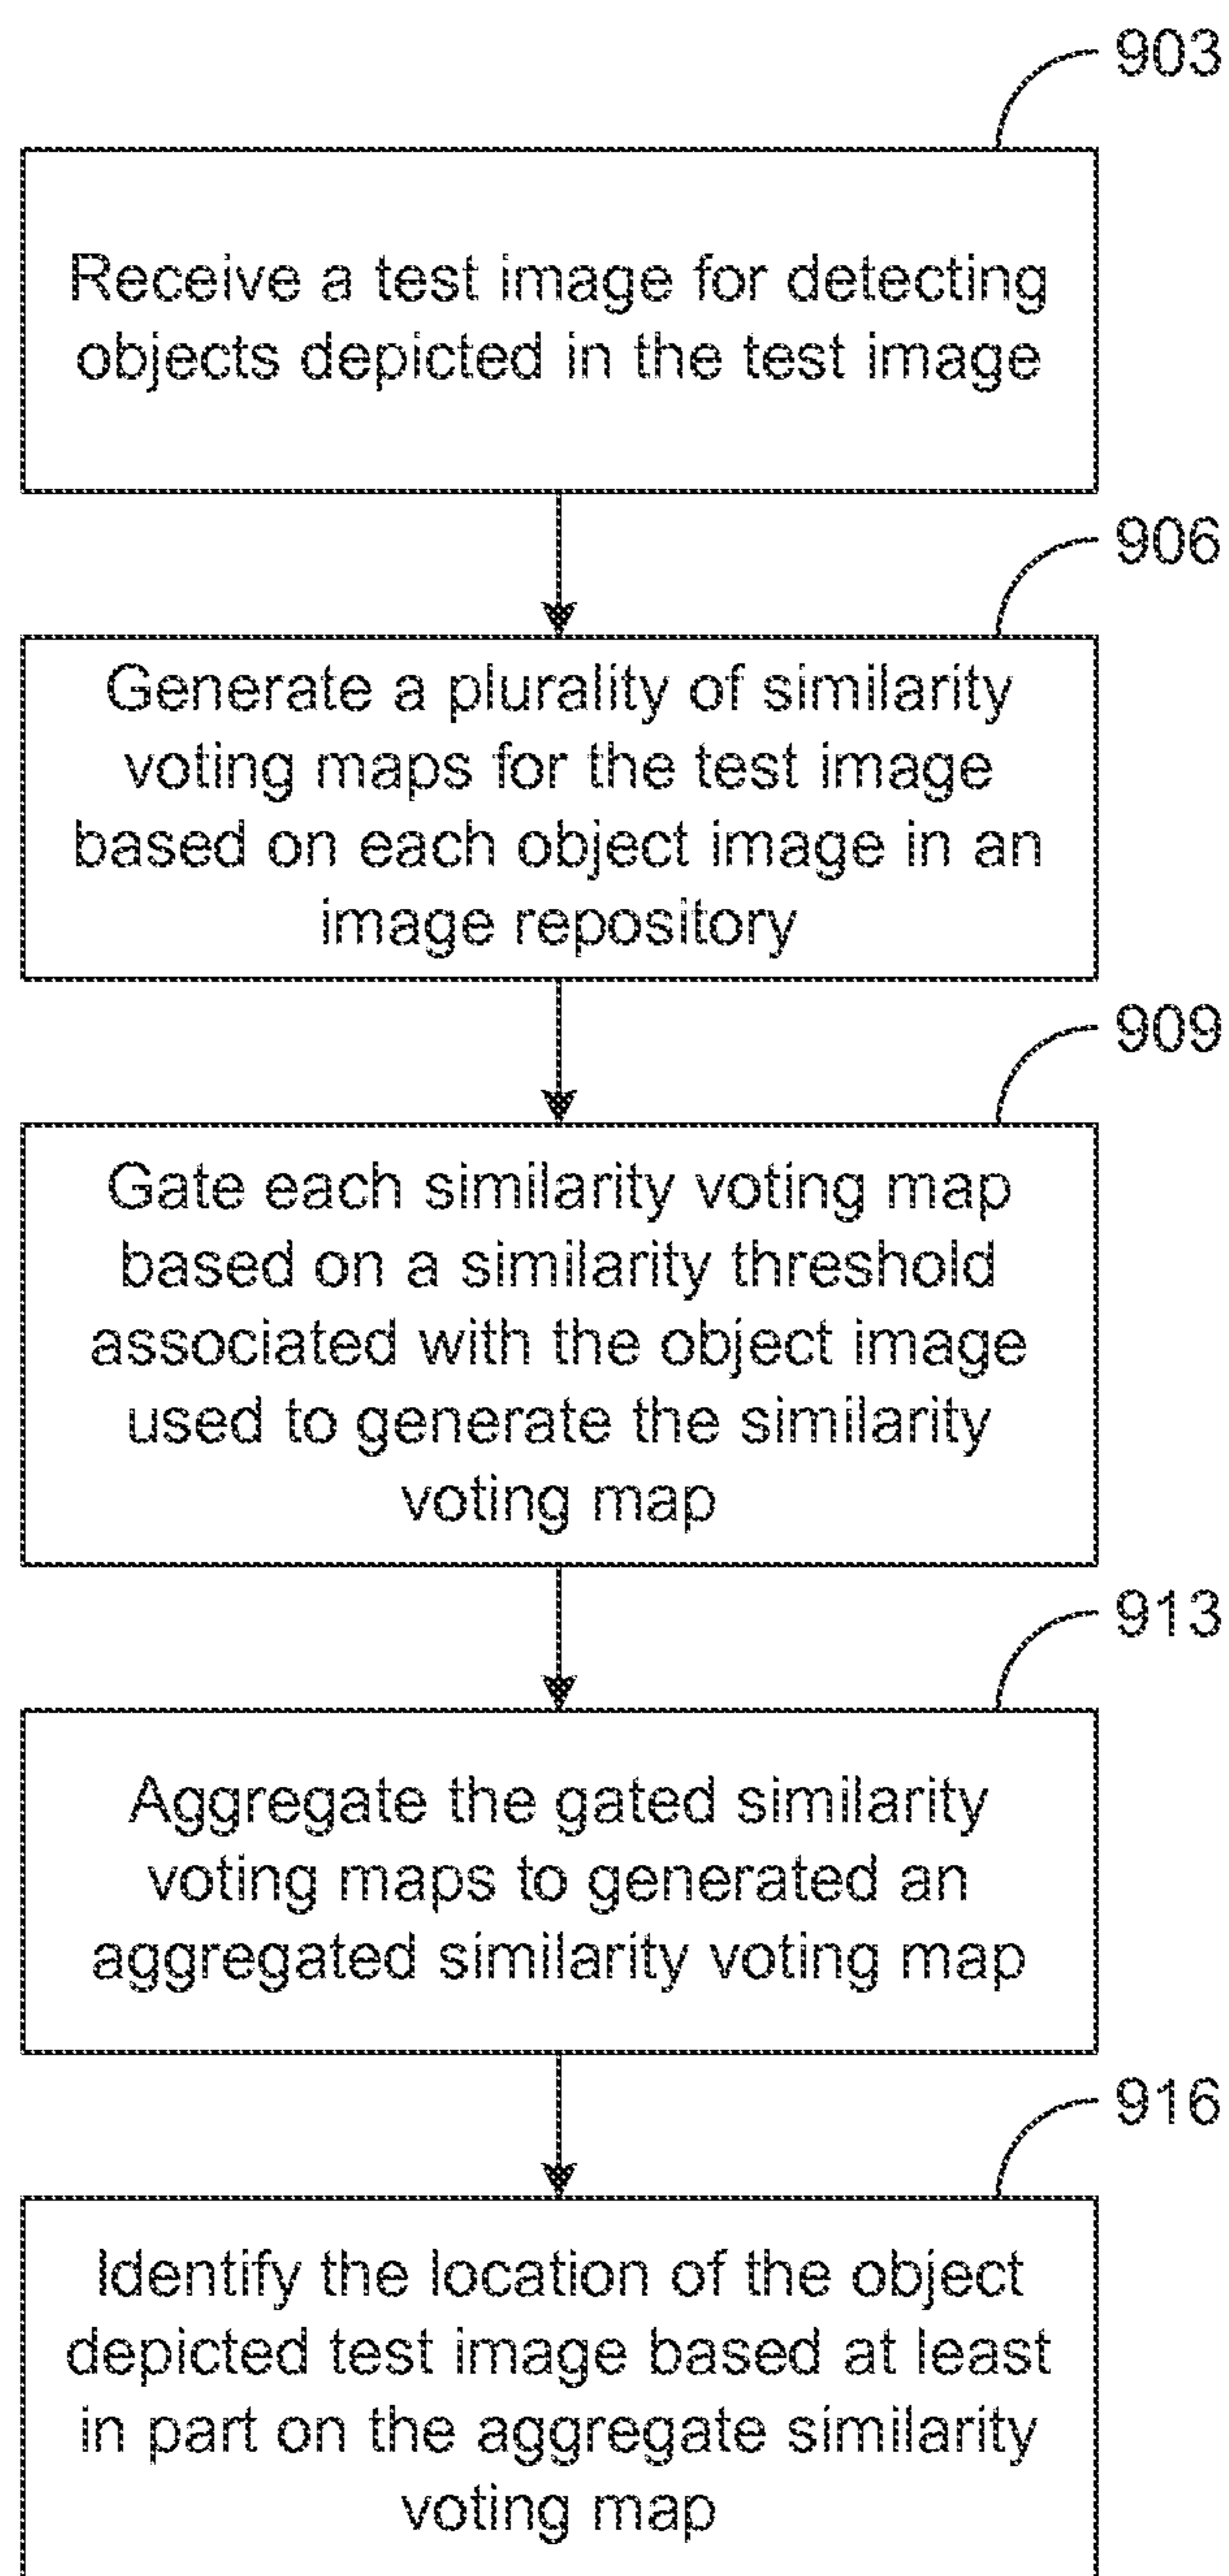 903
Receive a test image for detecting
objects depicted in the test image
906
Generate a plurality of similarity
voting maps for the test image
based on each object image in an
image repository
909
Gate each similarity voting map
based on a similarity threshold
associated with the object image
used to generate the similarity
voting map
913
Aggregate the gated similarity
voting maps to generated an
aggregated similarity voting map
916
Identify the location of the object
depicted test image based at least
in part on the aggregate similarity
voting map